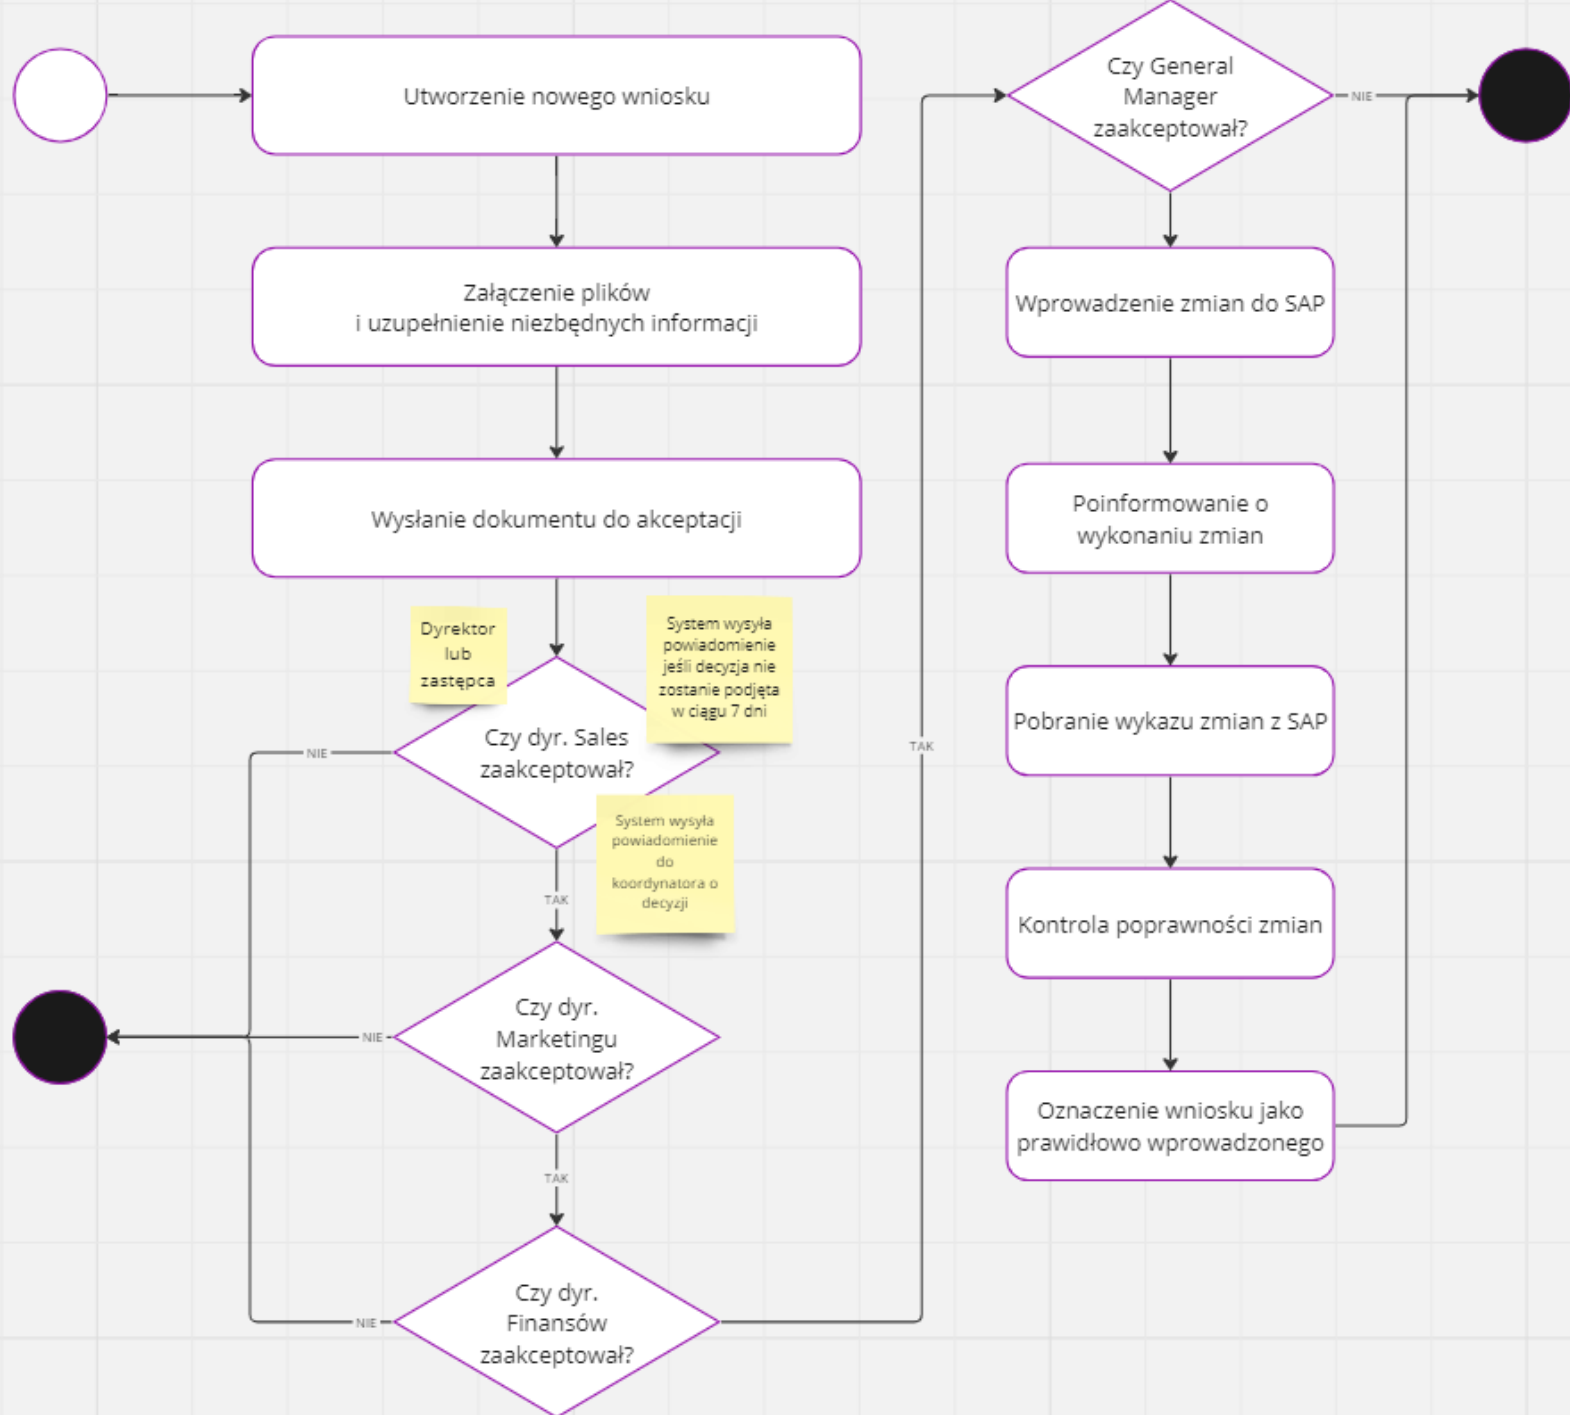 Utworzenie nowego wniosku
Załączenie plików
i uzupełnienie niezbędnych informacji
Wysłanie dokumentu do akceptacji
Dyrektor
lub
zastępca
System wysyła
powiadomienie
jeśli decyzja nie
zostanie podjęta
w ciągu 7 dni
Czy dyr. Sales
zaakceptował?
NIE
System wysyła
powiadomienie
do
koordynatora o
decyzji
TAK
Czy dyr.
Marketingu
zaakceptował?
NIE
TAK
Czy dyr.
Finansów
zaakceptował?
NIE
TAK
Czy General
Manager
zaakceptował?
NIE
Wprowadzenie zmian do SAP
Poinformowanie o
wykonaniu zmian
Pobranie wykazu zmian z SAP
Kontrola poprawności zmian
Oznaczenie wniosku jako
prawidłowo wprowadzonego